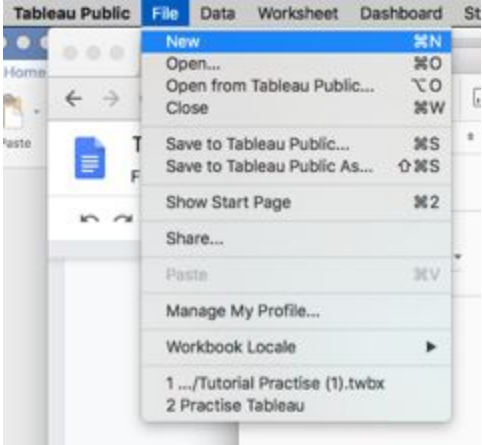 Tableau Public File Data Worksheet Dashboard St
Home
Paste
New ⌘N
Open... ⌘O
Open from Tableau Public... ⌥O
Close ⌘W
Save to Tableau Public... ⌘S
Save to Tableau Public As... ⇧⌘S
Show Start Page ⌘2
Share...
Paste ⌘V
Manage My Profile...
Workbook Locale ▶
1 .../Tutorial Practise (1).twbx
2 Practise Tableau